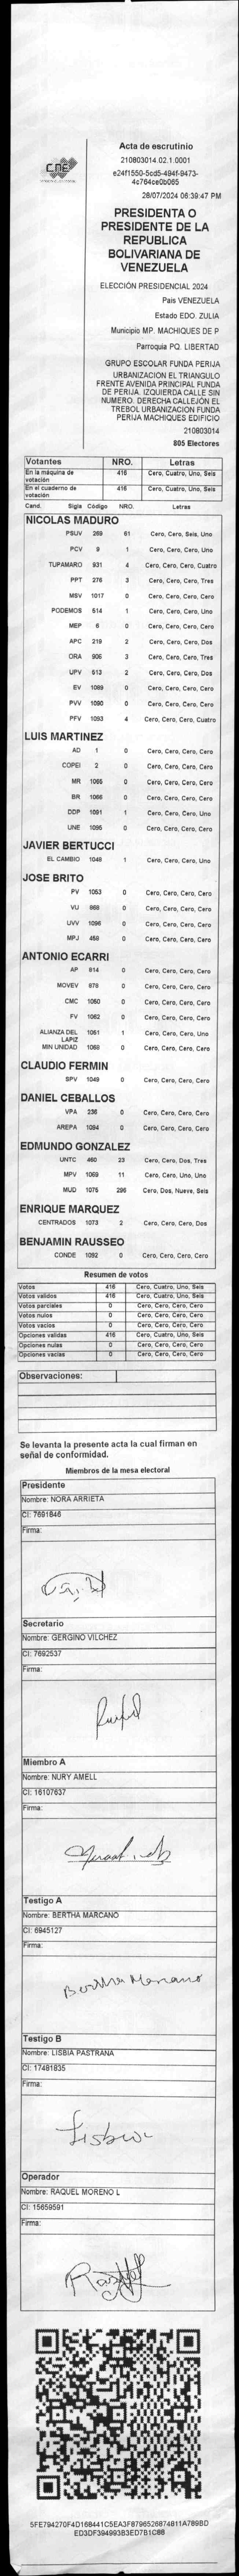 CNE
Acta de escrutinio
210803014.02.1.0001
e24f1550-5cd5-494f-9473-
4c764ce0b065
28/07/2024 06:39:47 PM
PRESIDENTA O
PRESIDENTE DE LA
REPUBLICA
BOLIVARIANA DE
VENEZUELA
ELECCIÓN PRESIDENCIAL 2024
Pais VENEZUELA
Estado EDO. ZULIA
Municipio MP. MACHIQUES DE P
Parroquia PQ. LIBERTAD
GRUPO ESCOLAR FUNDA PERIJA
URBANIZACION EL TRIANGULO
FRENTE AVENIDA PRINCIPAL FUNDA
DE PERIJA. IZQUIERDA CALLE SIN
NUMERO. DERECHA CALLEJON EL
TREBOL URBANIZACION FUNDA
PERIJA MACHIQUES EDIFICIO
210803014
805 Electores
Votantes NRO. Letras
En la máquina de votación 416 Cero, Cuatro, Uno, Seis
En el cuaderno de votación 416 Cero, Cuatro, Uno, Seis
Cand. Sigla Código NRO. Letras
NICOLAS MADURO
PSUV 269 61 Cero, Cero, Seis, Uno
PCV 9 1 Cero, Cero, Cero, Uno
TUPAMARO 931 4 Cero, Cero, Cero, Cuatro
PPT 276 3 Cero, Cero, Cero, Tres
MSV 1017 0 Cero, Cero, Cero, Cero
PODEMOS 514 1 Cero, Cero, Cero, Uno
MEP 6 0 Cero, Cero, Cero, Cero
APC 219 2 Cero, Cero, Cero, Dos
ORA 906 3 Cero, Cero, Cero, Tres
UPV 513 2 Cero, Cero, Cero, Dos
EV 1089 0 Cero, Cero, Cero, Cero
PVV 1090 0 Cero, Cero, Cero, Cero
PFV 1093 4 Cero, Cero, Cero, Cuatro
LUIS MARTINEZ
AD 1 0 Cero, Cero, Cero, Cero
COPEI 2 0 Cero, Cero, Cero, Cero
MR 1065 0 Cero, Cero, Cero, Cero
BR 1066 0 Cero, Cero, Cero, Cero
DDP 1091 1 Cero, Cero, Cero, Uno
UNE 1095 0 Cero, Cero, Cero, Cero
JAVIER BERTUCCI
EL CAMBIO 1048 1 Cero, Cero, Cero, Uno
JOSE BRITO
PV 1053 0 Cero, Cero, Cero, Cero
VU 868 0 Cero, Cero, Cero, Cero
UVV 1096 0 Cero, Cero, Cero, Cero
MPJ 458 0 Cero, Cero, Cero, Cero
ANTONIO ECARRI
AP 914 0 Cero, Cero, Cero, Cero
MOVEV 878 0 Cero, Cero, Cero, Cero
CMC 1050 0 Cero, Cero, Cero, Cero
FV 1062 0 Cero, Cero, Cero, Cero
ALIANZA DEL LAPIZ 1051 1 Cero, Cero, Cero, Uno
MIN UNIDAD 1069 0 Cero, Cero, Cero, Cero
CLAUDIO FERMIN
SPV 1049 0 Cero, Cero, Cero, Cero
DANIEL CEBALLOS
VPA 236 0 Cero, Cero, Cero, Cero
AREPA 1094 0 Cero, Cero, Cero, Cero
EDMUNDO GONZALEZ
UNTC 460 23 Cero, Cero, Dos, Tres
MPV 1069 11 Cero, Cero, Uno, Uno
MUD 1075 296 Cero, Dos, Nueve, Seis
ENRIQUE MARQUEZ
CENTRADOS 1073 2 Cero, Cero, Cero, Dos
BENJAMIN RAUSSEO
CONDE 1092 0 Cero, Cero, Cero, Cero
Resumen de votos
Votos 416 Cero, Cuatro, Uno, Seis
Votos validos 416 Cero, Cuatro, Uno, Seis
Votos parciales 0 Cero, Cero, Cero, Cero
Votos nulos 0 Cero, Cero, Cero, Cero
Votos vacios 0 Cero, Cero, Cero, Cero
Opciones validas 416 Cero, Cuatro, Uno, Seis
Opciones nulas 0 Cero, Cero, Cero, Cero
Opciones vacias 0 Cero, Cero, Cero, Cero
Observaciones:
Se levanta la presente acta la cual firman en
señal de conformidad.
Miembros de la mesa electoral
Presidente
Nombre: NORA ARRIETA
CI: 7691846
Firma:
Secretario
Nombre: GERGINO VILCHEZ
CI: 7692537
Firma:
Miembro A
Nombre: NURY AMELL
CI: 16107637
Firma:
Testigo A
Nombre: BERTHA MARCANO
CI: 6945127
Firma:
Bertha Marcano
Testigo B
Nombre: LISBIA PASTRANA
CI: 17481835
Firma:
Lisbia
Operador
Nombre: RAQUEL MORENO L
CI: 15659591
Firma:
5FE794270F4D168441C5EA3F8796526874811A789BD
ED3DF394993B3ED7B1C88